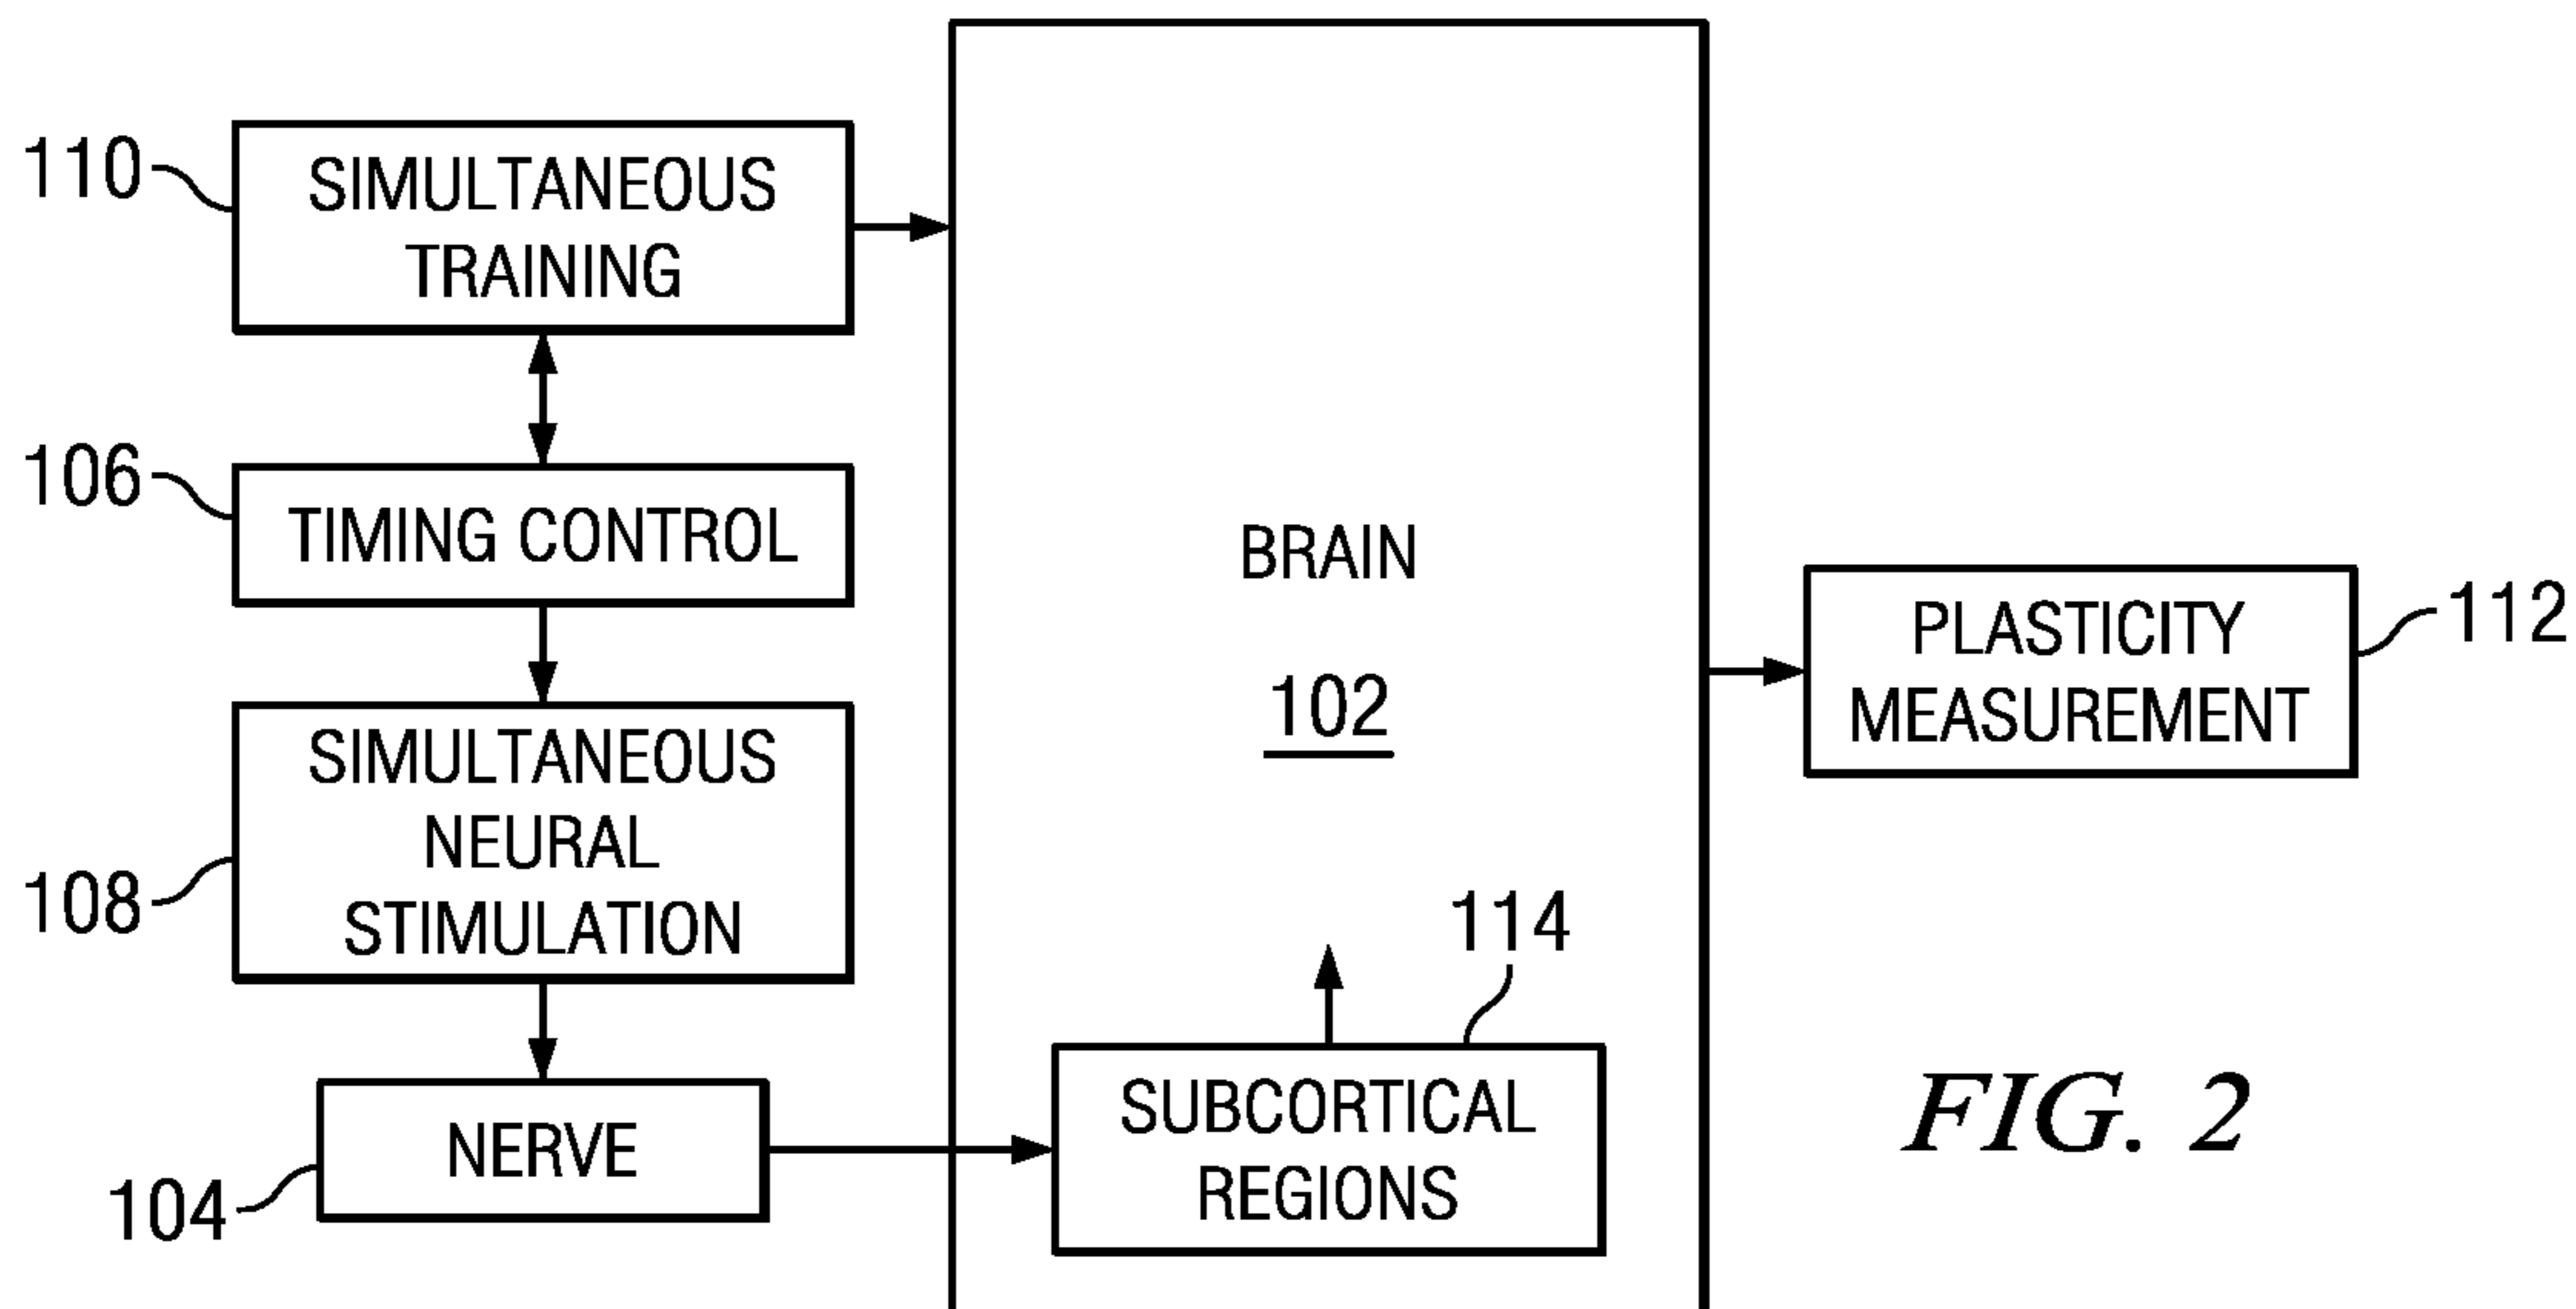 110
SIMULTANEOUS
TRAINING
106
TIMING CONTROL
108
SIMULTANEOUS
NEURAL
STIMULATION
104
NERVE
BRAIN
102
114
SUBCORTICAL
REGIONS
PLASTICITY
MEASUREMENT
112
FIG. 2